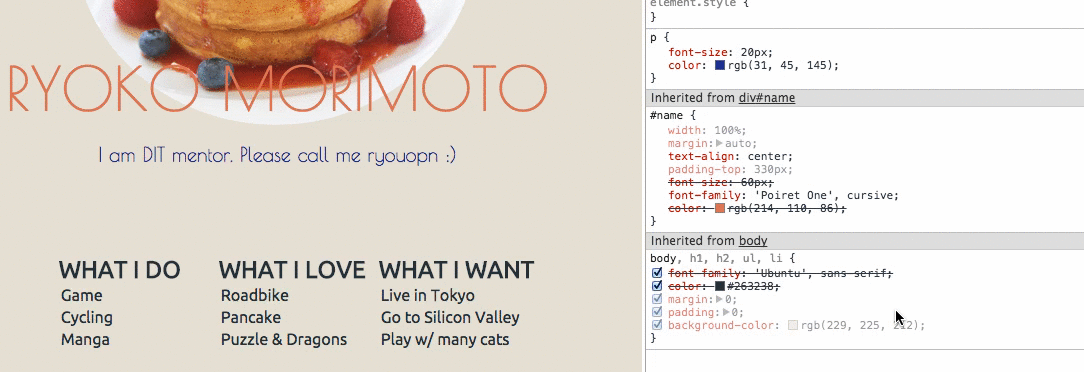 RYOKO MORIMOTO
I am DIT mentor. Please call me ryouopn :)
WHAT I DO
Game
Cycling
Manga
WHAT I LOVE
Roadbike
Pancake
Puzzle & Dragons
WHAT I WANT
Live in Tokyo
Go to Silicon Valley
Play w/ many cats
element.style {
}
p {
font-size: 20px;
color: rgb(31, 45, 145);
}
Inherited from div#name
#name {
width: 100%;
margin: auto;
text-align: center;
padding-top: 330px;
font-size: 60px;
font-family: 'Poiret One', cursive;
color: rgb(214, 110, 86);
}
Inherited from body
body, h1, h2, ul, li {
font-family: 'Ubuntu', sans-serif;
color: #263238;
margin: 0;
padding: 0;
background-color: rgb(229, 225, 212);
}